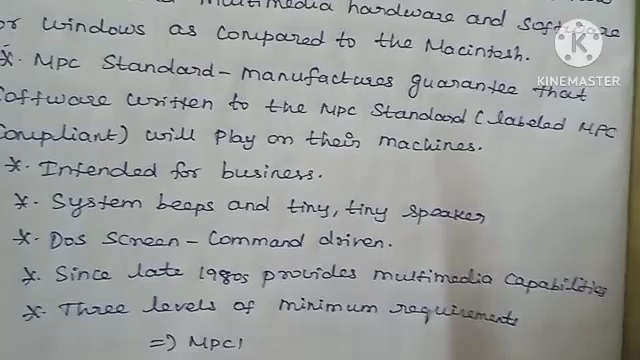 multimedia hardware and software
or windows as compared to the Macintosh.
*. MPC Standard - manufactures guarantee that
Software written to the MPC Standard (labeled MPC
Compliant) will play on their machines.
*. Intended for business.
*. System beeps and tiny, tiny speaker
*. Dos Screen - Command driven.
*. Since late 1980s provides multimedia capabilities
*. Three levels of minimum requirements
=> MPC1
KINEMASTER